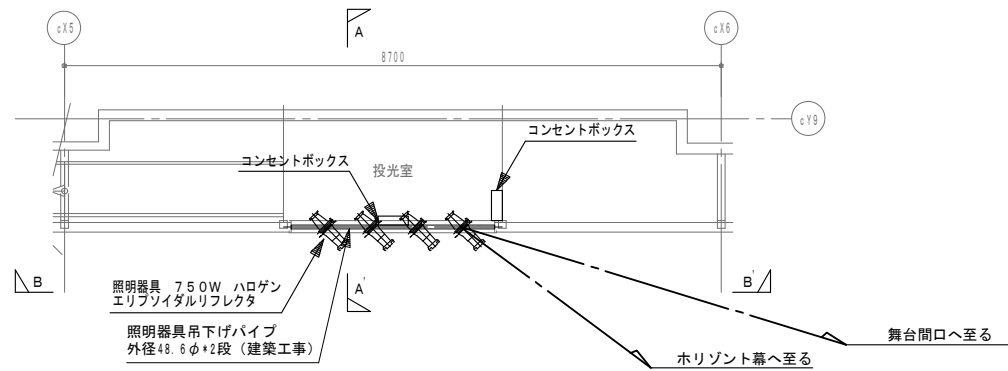 cX5
A
cX6
8700
cY9
コンセントボックス
コンセントボックス
投光室
B
A'
B'
照明器具 750W ハロゲン
エリプソイダルリフレクタ
照明器具吊下げパイプ
外径48.6φ*2段（建築工事）
舞台間口へ至る
ホリゾント幕へ至る